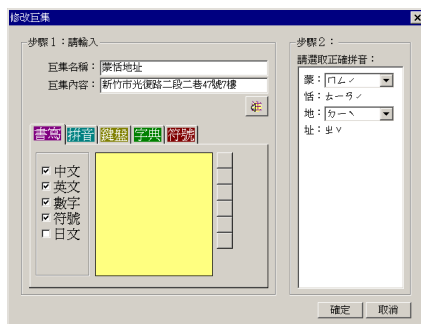 修改巨集
步驟1：請輸入
巨集名稱：蒙恬地址
巨集內容：新竹市光復路二段二巷47號7樓
書寫 拼音 鍵盤 字典 符號
中文
英文
數字
符號
日文
步驟2：
請選取正確拼音：
蒙：ㄇㄥˊ
恬：ㄊㄧㄢˊ
地：ㄉㄧˋ
址：ㄓˇ
確定 取消